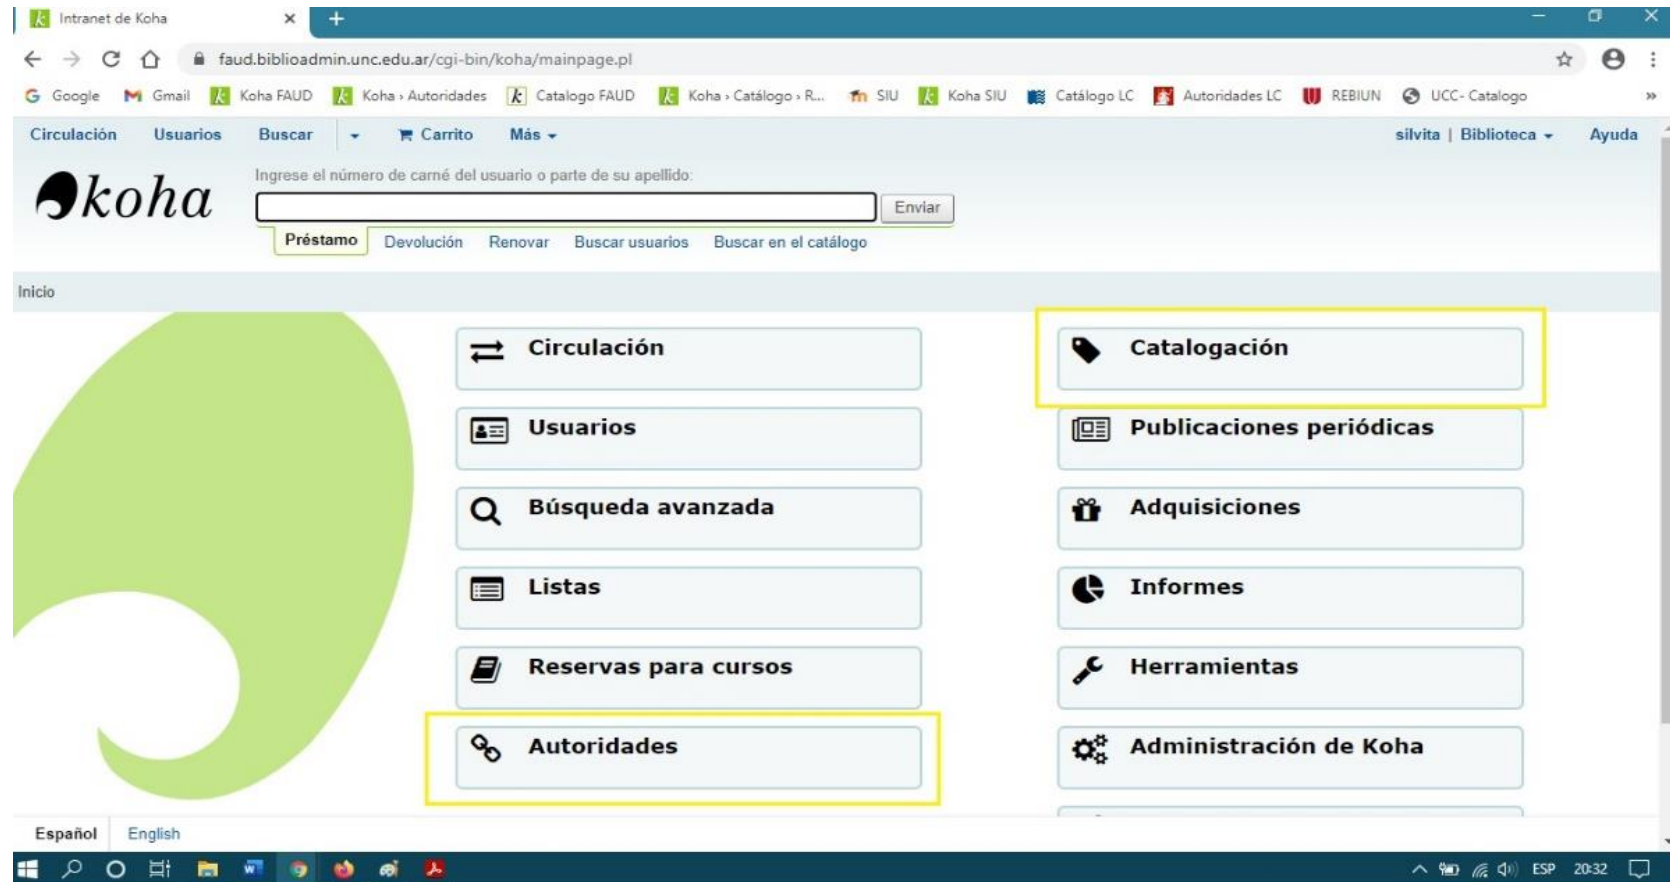 Intranet de Koha
faud.biblioadmin.unc.edu.ar/cgi-bin/koha/mainpage.pl
Google Gmail Koha FAUD Koha › Autoridades Catalogo FAUD Koha › Catálogo › R... SIU Koha SIU Catálogo LC Autoridades LC REBIUN UCC- Catalogo »
Circulación Usuarios Buscar Carrito Más silvita | Biblioteca Ayuda
koha
Ingrese el número de carné del usuario o parte de su apellido:
Enviar
Préstamo Devolución Renovar Buscar usuarios Buscar en el catálogo
Inicio
Circulación Catalogación
Usuarios Publicaciones periódicas
Búsqueda avanzada Adquisiciones
Listas Informes
Reservas para cursos Herramientas
Autoridades Administración de Koha
Español English
ESP 20:32